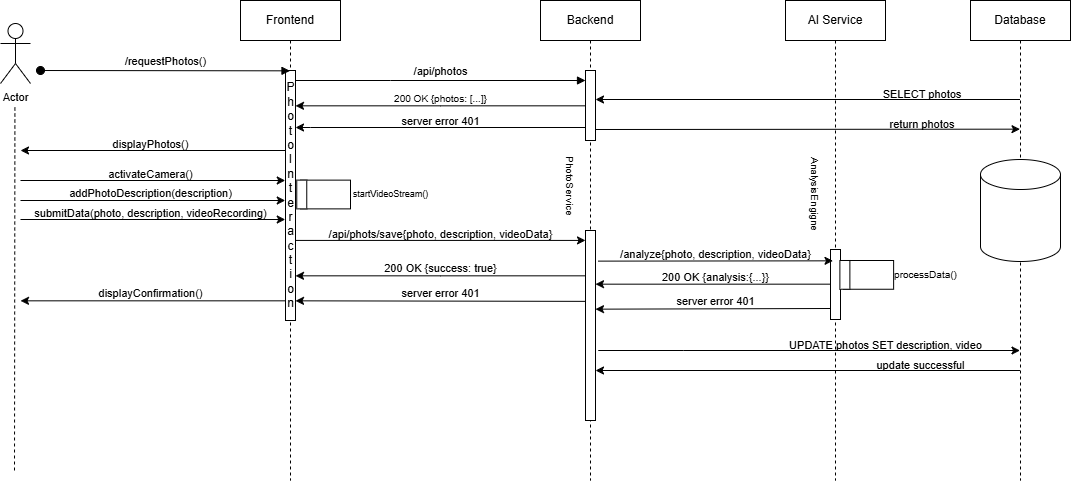 Frontend
Backend
AI Service
Database
Actor
/requestPhotos()
/api/photos
SELECT photos
200 OK {photos: [...]}
server error 401
return photos
displayPhotos()
activateCamera()
addPhotoDescription(description)
startVideoStream()
submitData(photo, description, videoRecording)
PhotoInteraction
PhotoService
AnalysisEngigne
/api/phots/save{photo, description, videoData}
/analyze{photo, description, videoData}
200 OK {success: true}
200 OK {analysis:{...}}
processData()
displayConfirmation()
server error 401
server error 401
UPDATE photos SET description, video
update successful